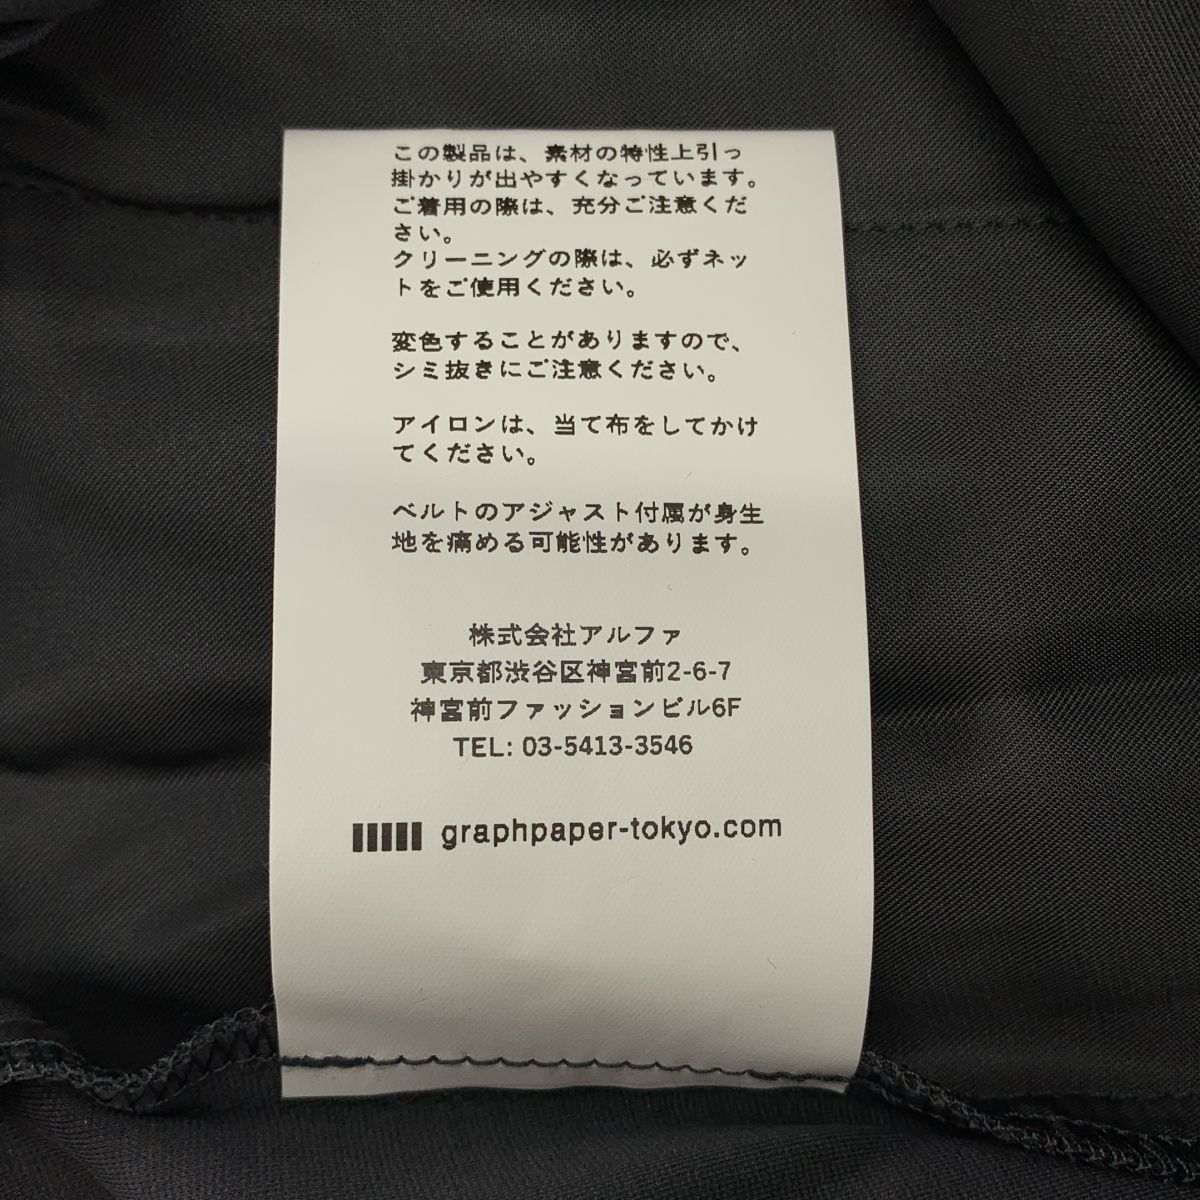 この製品は、素材の特性上引っ
掛かりが出やすくなっています。
ご着用の際は、充分ご注意くだ
さい。
クリーニングの際は、必ずネッ
トをご使用ください。
変色することがありますので、
シミ抜きにご注意ください。
アイロンは、当て布をしてかけ
てください。
ベルトのアジャスト付属が身生
地を痛める可能性があります。
株式会社アルファ
東京都渋谷区神宮前2-6-7
神宮前ファッションビル6F
TEL: 03-5413-3546
graphpaper-tokyo.com